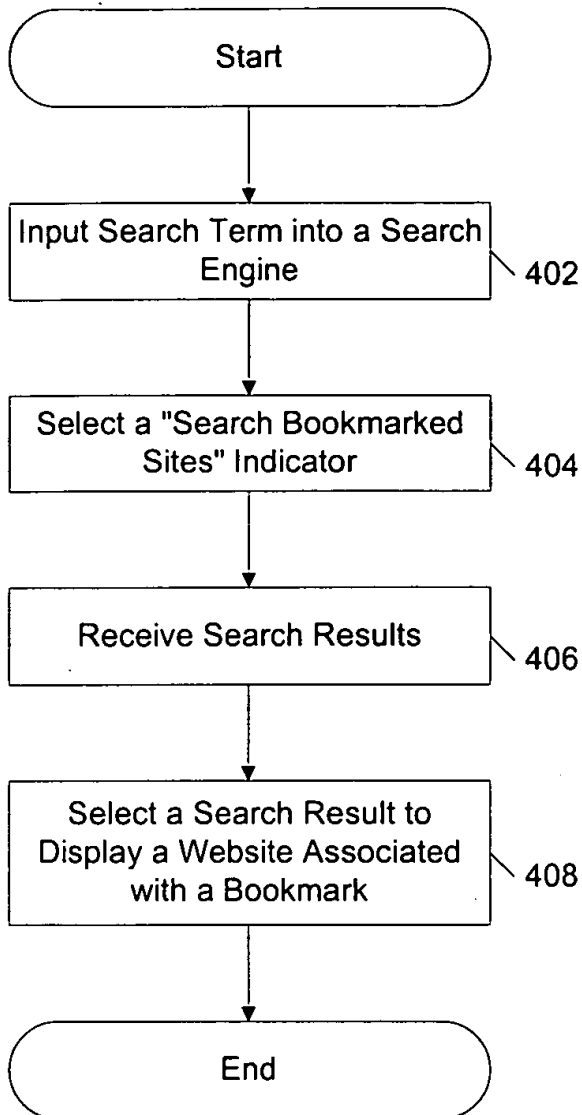 Start
Input Search Term into a Search
Engine
402
Select a "Search Bookmarked
Sites" Indicator
404
Receive Search Results
406
Select a Search Result to
Display a Website Associated
with a Bookmark
408
End